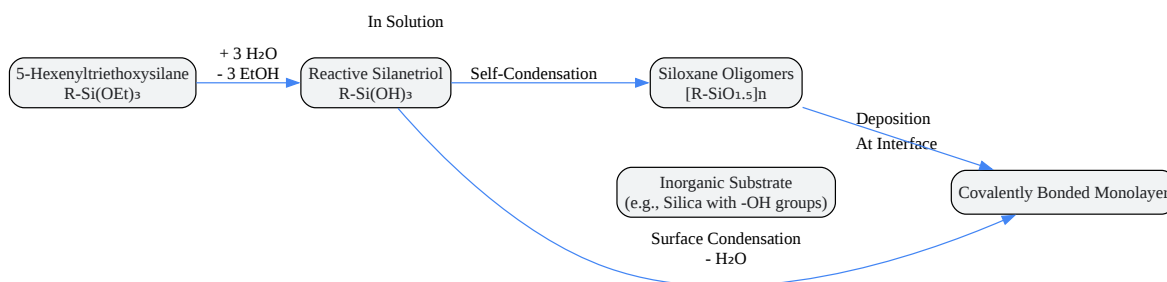 In Solution
5-Hexenyltriethoxysilane
R-Si(OEt)₃
+ 3 H₂O
- 3 EtOH
Reactive Silanetriol
R-Si(OH)₃
Self-Condensation
Siloxane Oligomers
[R-SiO₁.₅]n
Deposition
At Interface
Inorganic Substrate
(e.g., Silica with -OH groups)
Covalently Bonded Monolayer
Surface Condensation
- H₂O